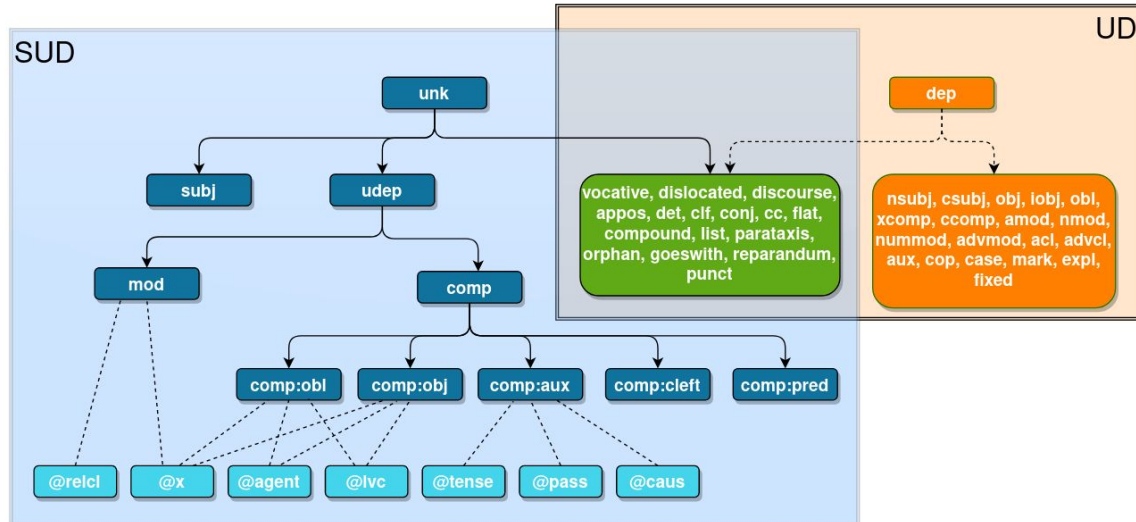 SUD
UD
unk
dep
subj
udep
vocative, dislocated, discourse,
appos, det, clf, conj, cc, flat,
compound, list, parataxis,
orphan, goeswith, reparandum,
punct
nsubj, csubj, obj, iobj, obl,
xcomp, ccomp, amod, nmod,
nummod, advmod, acl, advcl,
aux, cop, case, mark, expl,
fixed
mod
comp
comp:obl
comp:obj
comp:aux
comp:cleft
comp:pred
@relcl
@x
@agent
@lvc
@tense
@pass
@caus